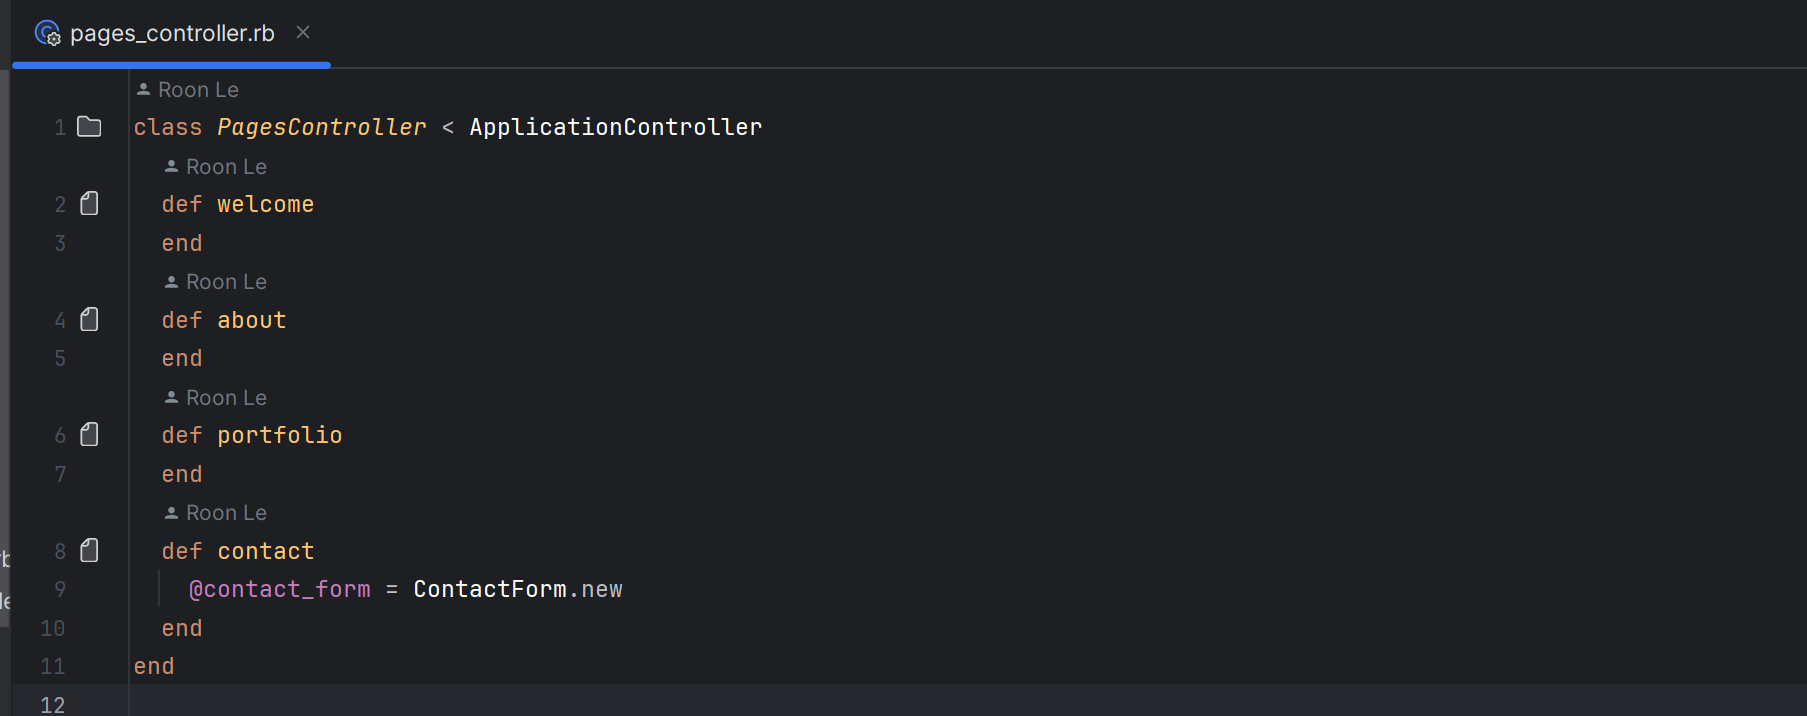 pages_controller.rb
Roon Le
1 class PagesController < ApplicationController
Roon Le
2 def welcome
3 end
Roon Le
4 def about
5 end
Roon Le
6 def portfolio
7 end
Roon Le
8 def contact
9 @contact_form = ContactForm.new
10 end
11 end
12